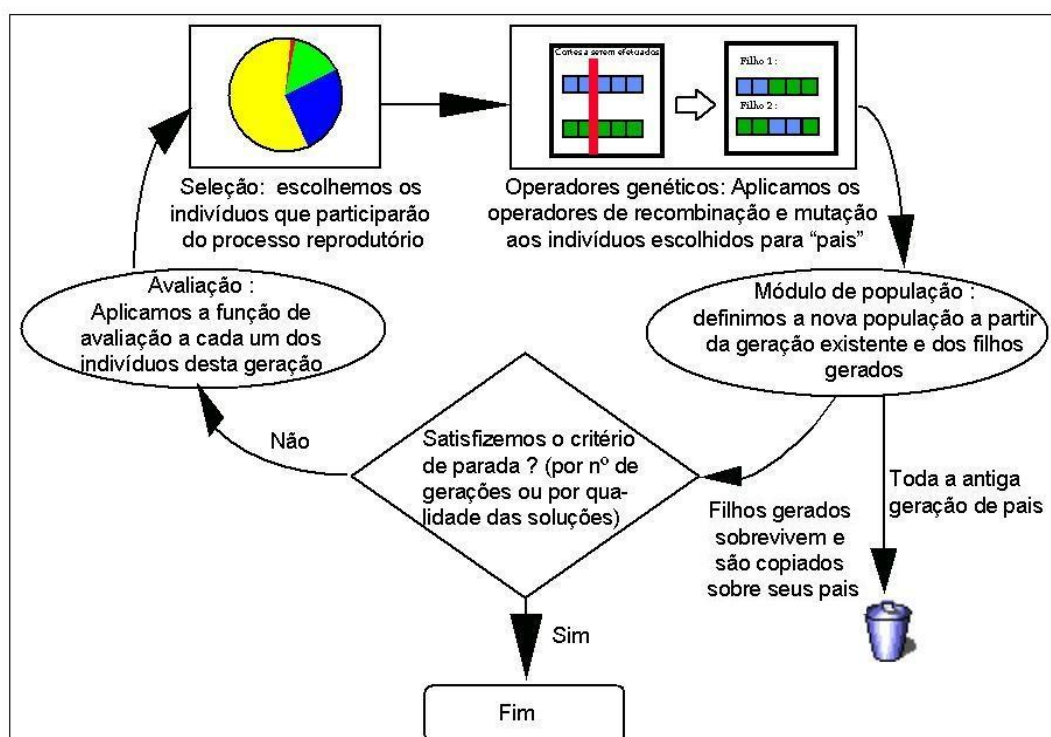 Cortes a serem efetuados
Filho 1 :
Filho 2 :
Seleção: escolhemos os
indivíduos que participarão
do processo reprodutório
Operadores genéticos: Aplicamos os
operadores de recombinação e mutação
aos indivíduos escolhidos para “pais”
Avaliação :
Aplicamos a função de
avaliação a cada um dos
indivíduos desta geração
Módulo de população :
definimos a nova população a partir
da geração existente e dos filhos
gerados
Não
Satisfizemos o critério
de parada ? (por nº de
gerações ou por qua-
lidade das soluções)
Filhos gerados
sobrevivem e
são copiados
sobre seus pais
Toda a antiga
geração de pais
Sim
Fim